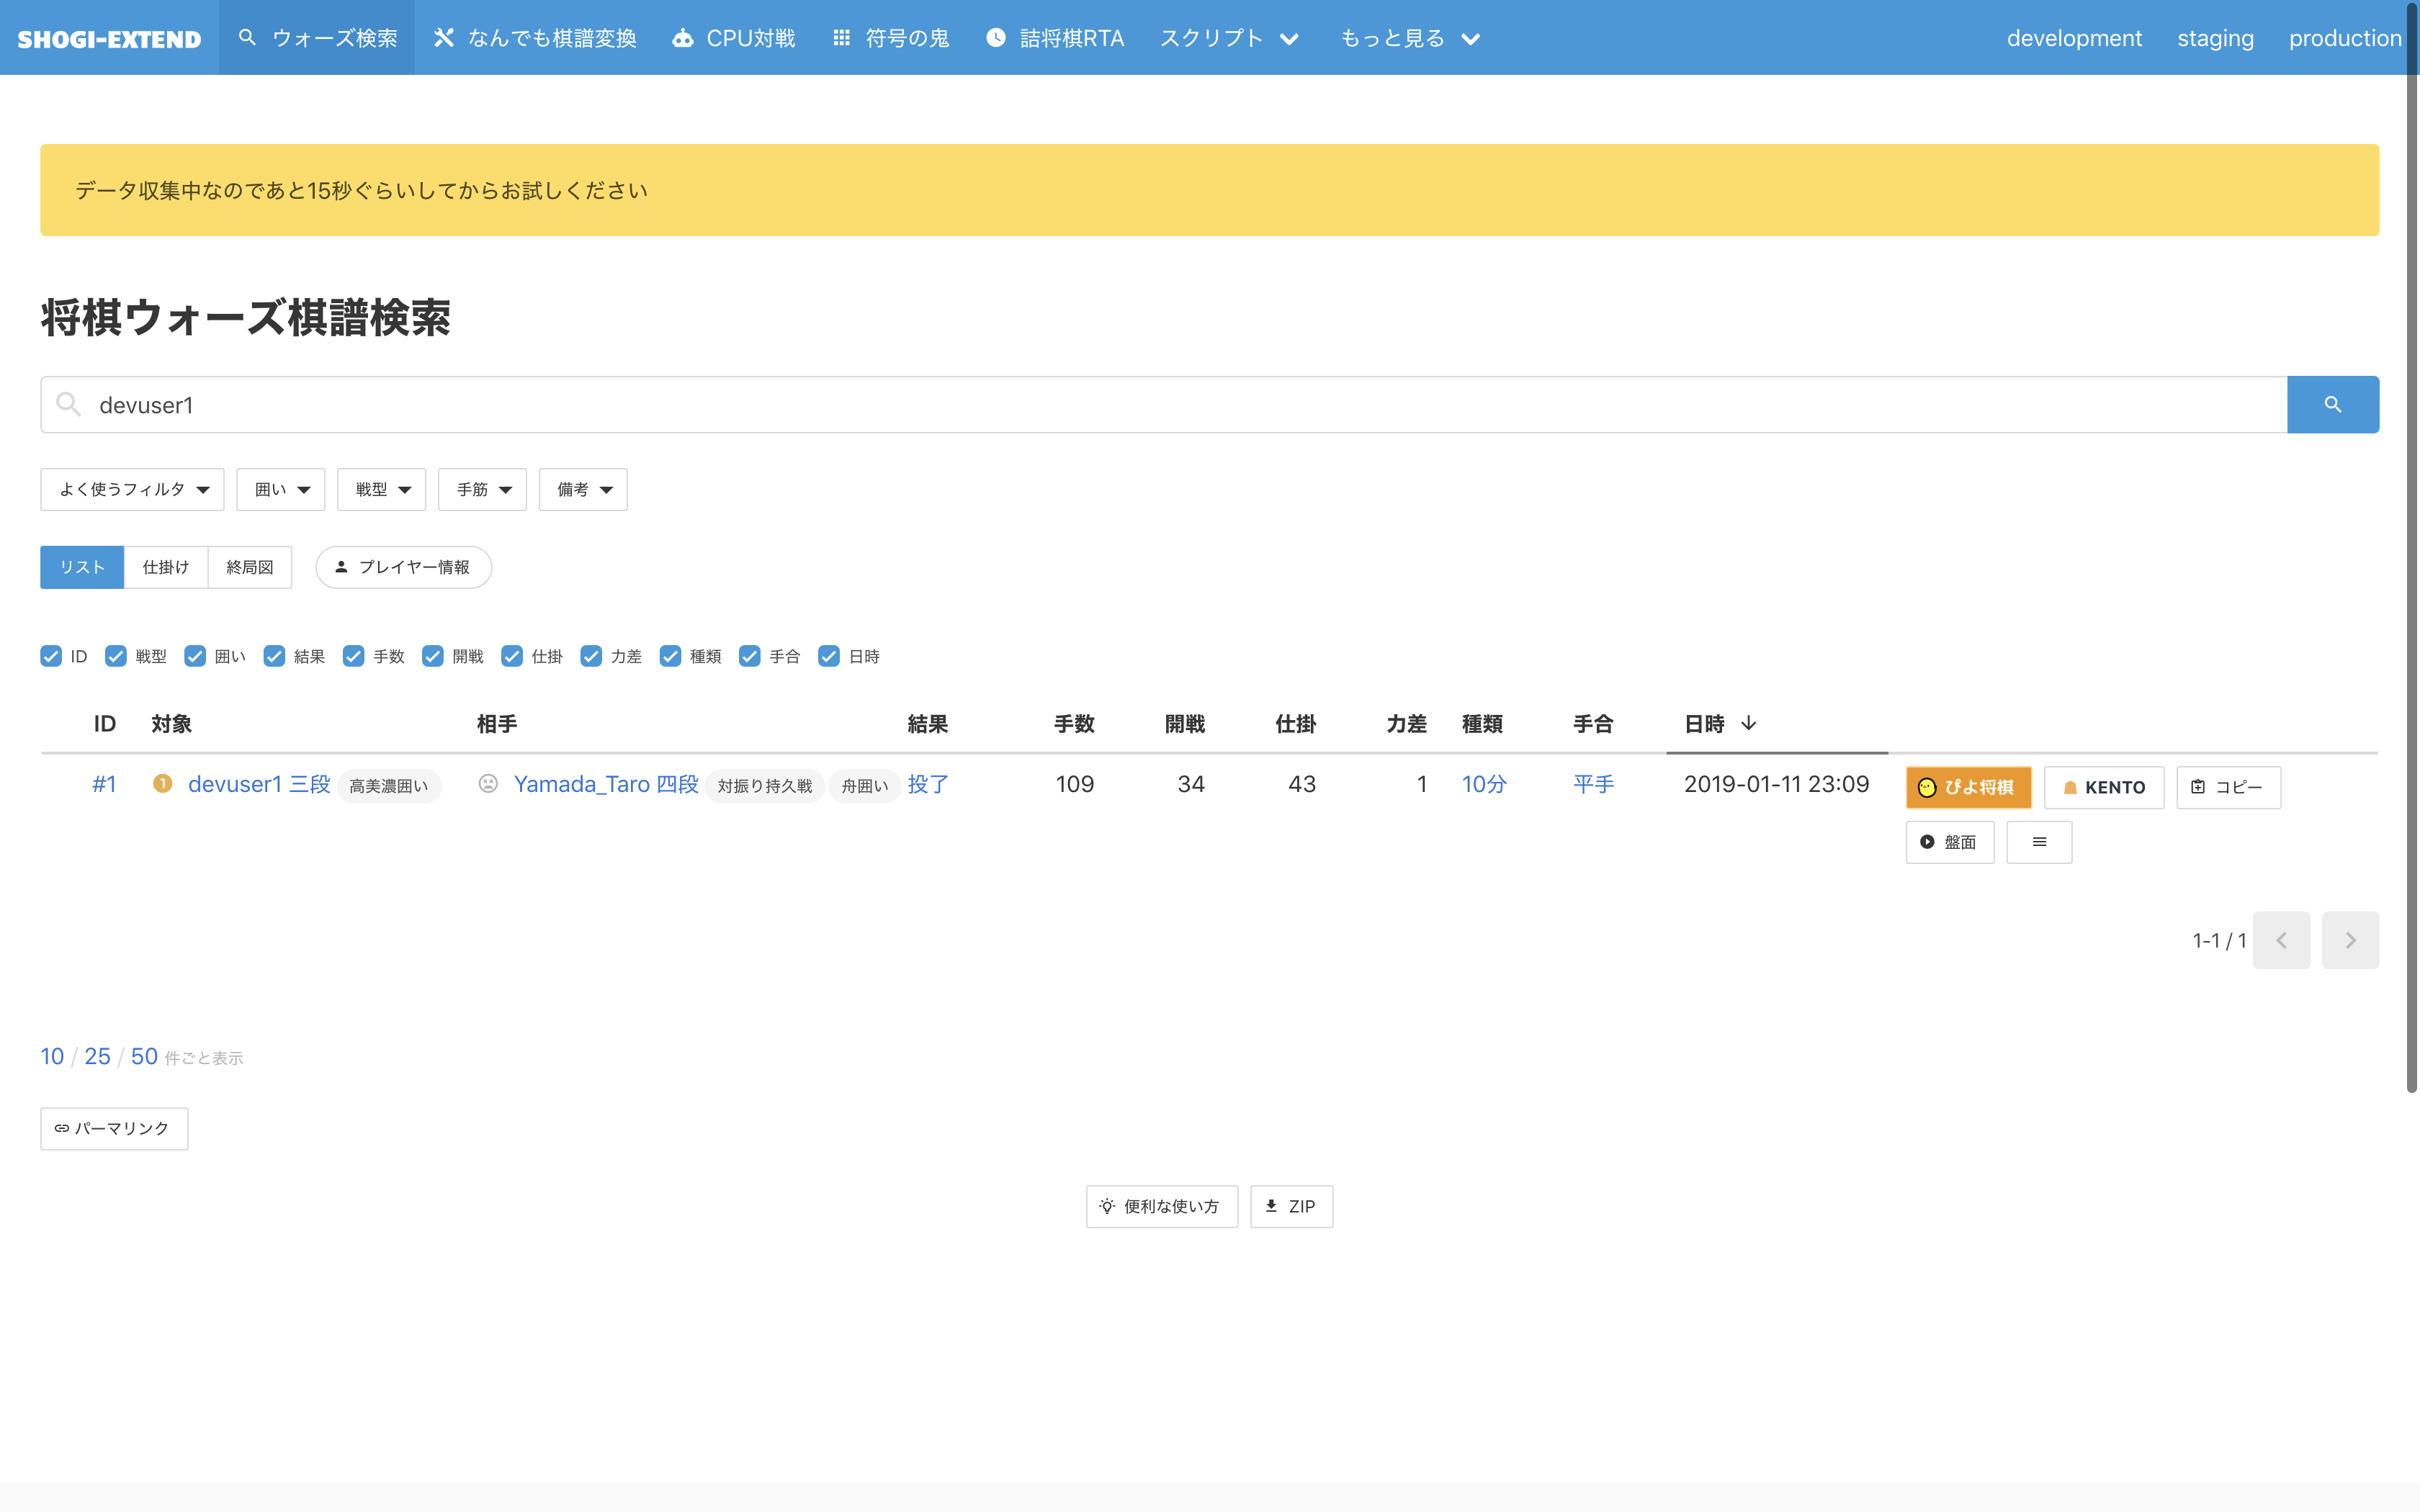 SHOGI-EXTEND ウォーズ検索 なんでも棋譜変換 CPU対戦 符号の鬼 詰将棋RTA スクリプト もっと見る development staging production
データ収集中なのであと15秒ぐらいしてからお試しください
将棋ウォーズ棋譜検索
devuser1
よく使うフィルタ 囲い 戦型 手筋 備考
リスト 仕掛け 終局図 プレイヤー情報
ID 戦型 囲い 結果 手数 開戦 仕掛 力差 種類 手合 日時
ID 対象 相手 結果 手数 開戦 仕掛 力差 種類 手合 日時
#1 1 devuser1 三段 高美濃囲い Yamada_Taro 四段 対振り持久戦 舟囲い 投了 109 34 43 1 10分 平手 2019-01-11 23:09 ぴよ将棋 KENTO コピー
盤面
1-1 / 1
10 / 25 / 50 件ごと表示
パーマリンク
便利な使い方 ZIP